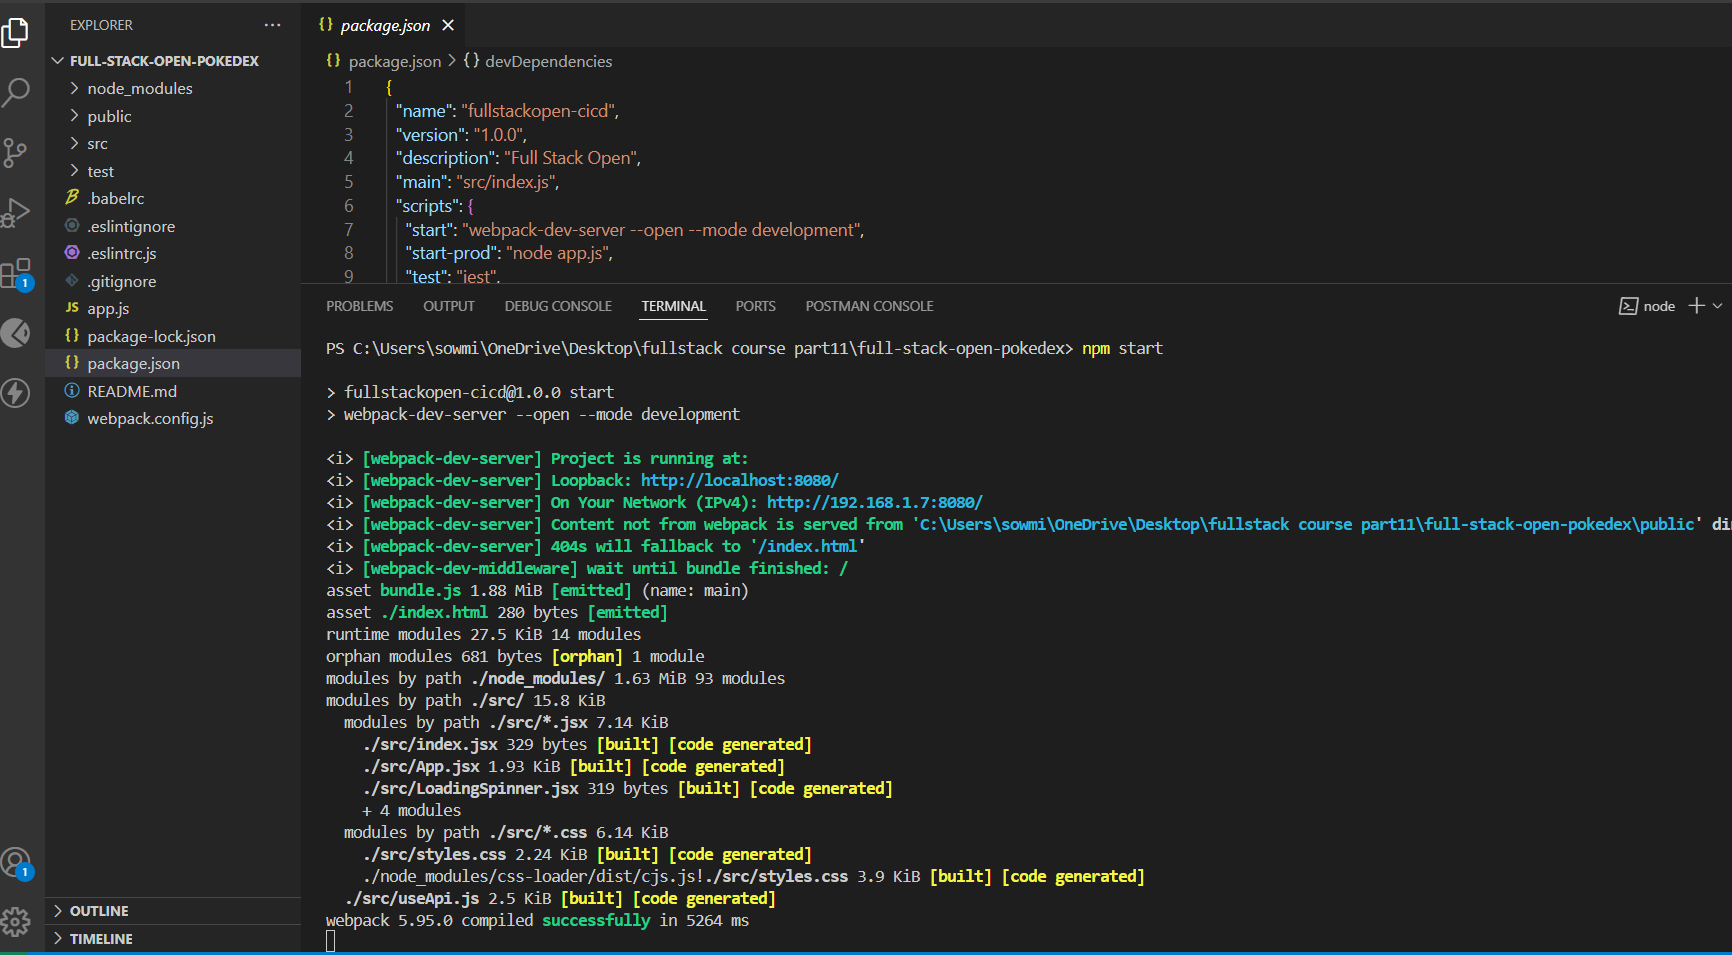 EXPLORER
FULL-STACK-OPEN-POKEDEX
node_modules
public
src
test
.babelrc
.eslintignore
.eslintrc.js
.gitignore
JS app.js
{} package-lock.json
{} package.json
README.md
webpack.config.js
OUTLINE
TIMELINE
1
1
{} package.json
{} package.json > {} devDependencies
1 {
2 "name": "fullstackopen-cicd",
3 "version": "1.0.0",
4 "description": "Full Stack Open",
5 "main": "src/index.js",
6 "scripts": {
7 "start": "webpack-dev-server --open --mode development",
8 "start-prod": "node app.js",
9 "test": "jest",
PROBLEMS OUTPUT DEBUG CONSOLE TERMINAL PORTS POSTMAN CONSOLE node
PS C:\Users\sowmi\OneDrive\Desktop\fullstack course part11\full-stack-open-pokedex> npm start
> fullstackopen-cicd@1.0.0 start
> webpack-dev-server --open --mode development
<i> [webpack-dev-server] Project is running at:
<i> [webpack-dev-server] Loopback: http://localhost:8080/
<i> [webpack-dev-server] On Your Network (IPv4): http://192.168.1.7:8080/
<i> [webpack-dev-server] Content not from webpack is served from 'C:\Users\sowmi\OneDrive\Desktop\fullstack course part11\full-stack-open-pokedex\public' di
<i> [webpack-dev-server] 404s will fallback to '/index.html'
<i> [webpack-dev-middleware] wait until bundle finished: /
asset bundle.js 1.88 MiB [emitted] (name: main)
asset ./index.html 280 bytes [emitted]
runtime modules 27.5 KiB 14 modules
orphan modules 681 bytes [orphan] 1 module
modules by path ./node_modules/ 1.63 MiB 93 modules
modules by path ./src/ 15.8 KiB
modules by path ./src/*.jsx 7.14 KiB
./src/index.jsx 329 bytes [built] [code generated]
./src/App.jsx 1.93 KiB [built] [code generated]
./src/LoadingSpinner.jsx 319 bytes [built] [code generated]
+ 4 modules
modules by path ./src/*.css 6.14 KiB
./src/styles.css 2.24 KiB [built] [code generated]
./node_modules/css-loader/dist/cjs.js!./src/styles.css 3.9 KiB [built] [code generated]
./src/useApi.js 2.5 KiB [built] [code generated]
webpack 5.95.0 compiled successfully in 5264 ms